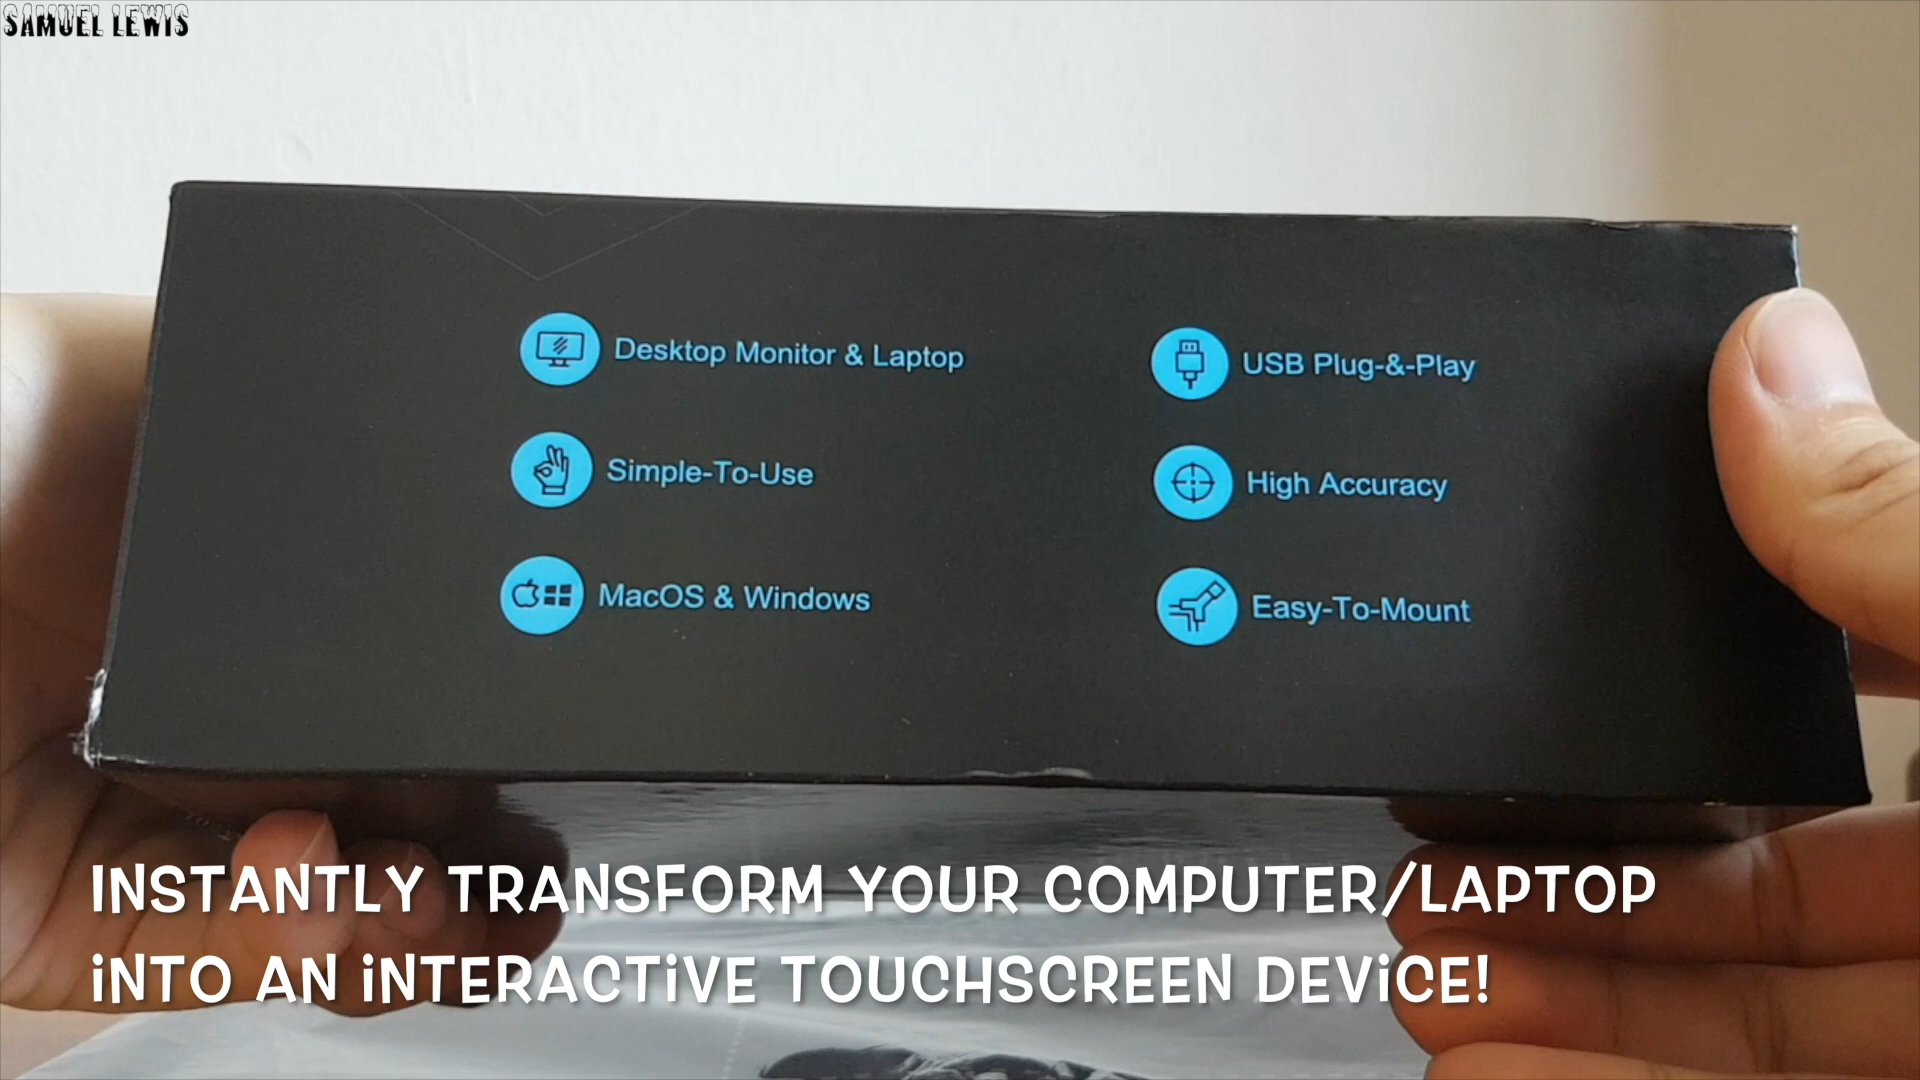 SAMUEL LEWIS
Desktop Monitor & Laptop
USB Plug-&-Play
Simple-To-Use
High Accuracy
MacOS & Windows
Easy-To-Mount
INSTANTLY TRANSFORM YOUR COMPUTER/LAPTOP
INTO AN INTERACTIVE TOUCHSCREEN DEVICE!